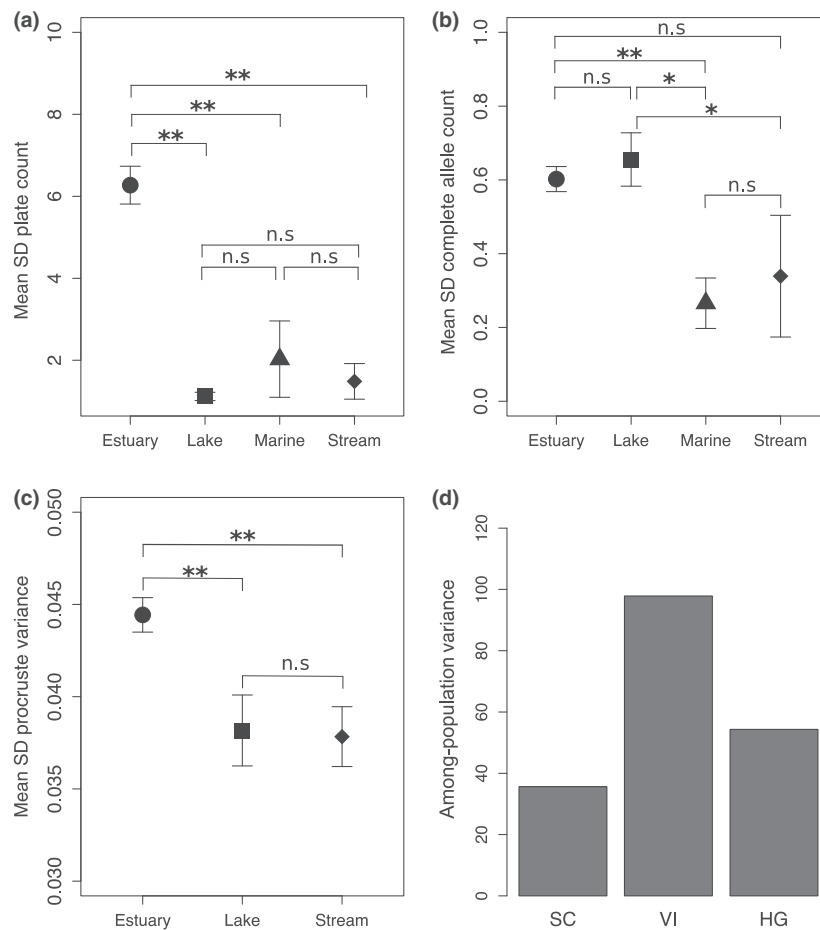 (a)
Mean SD plate count
10
8
6
4
2
**
**
**
n.s
n.s
n.s
Estuary Lake Marine Stream
(b)
Mean SD complete allele count
1.0
0.8
0.6
0.4
0.2
0.0
n.s
**
n.s *
*
n.s
Estuary Lake Marine Stream
(c)
Mean SD procruste variance
0.050
0.045
0.040
0.035
0.030
**
**
n.s
Estuary Lake Stream
(d)
Among-population variance
120
100
80
60
40
20
0
SC VI HG